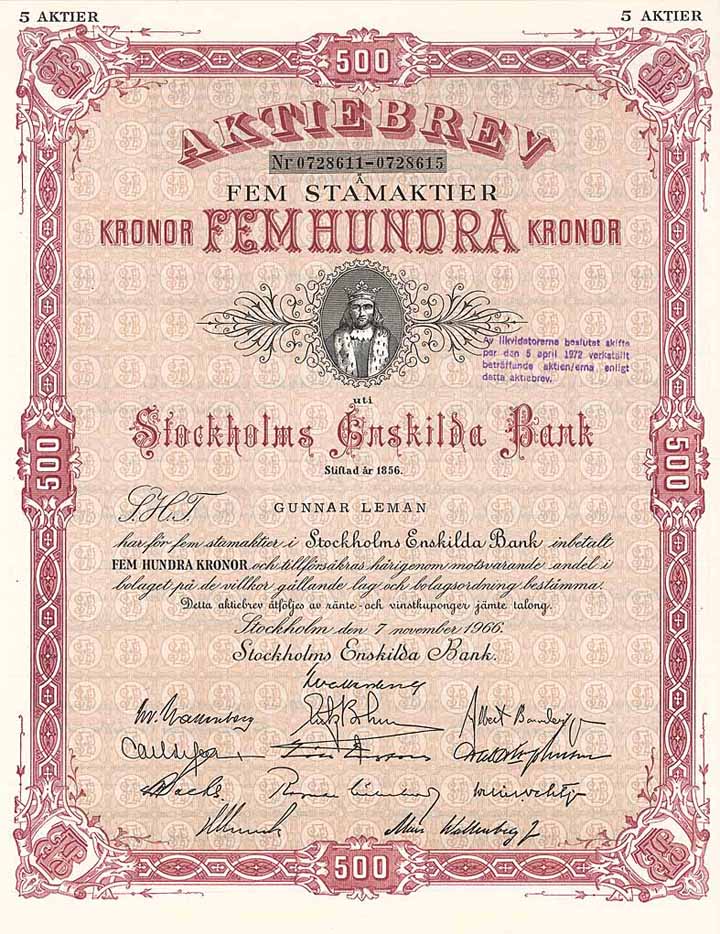 5 AKTIER 5 AKTIER
500
AKTIEBREV
Nr 0728611-0728615
Å
FEM STAMAKTIER
KRONOR FEMHUNDRA KRONOR
Av likvidatorerna beslutat skifte
per den 5 april 1972 verkställt
beträffande aktien/erna enligt
detta aktiebrev.
uti
Stockholms Enskilda Bank
Stiftad år 1856.
500 500
S.H.T. GUNNAR LEMAN
har för fem stamaktier i Stockholms Enskilda Bank inbetalt
FEM HUNDRA KRONOR och tillförsäkras härigenom motsvarande andel i
bolaget på de villkor gällande lag och bolagsordning bestämma.
Detta aktiebrev åtföljes av ränte- och vinstkuponger jämte talong.
Stockholm den 7 november 1966.
Stockholms Enskilda Bank.
M. Wallenberg
Marc Wallenberg Jr
500